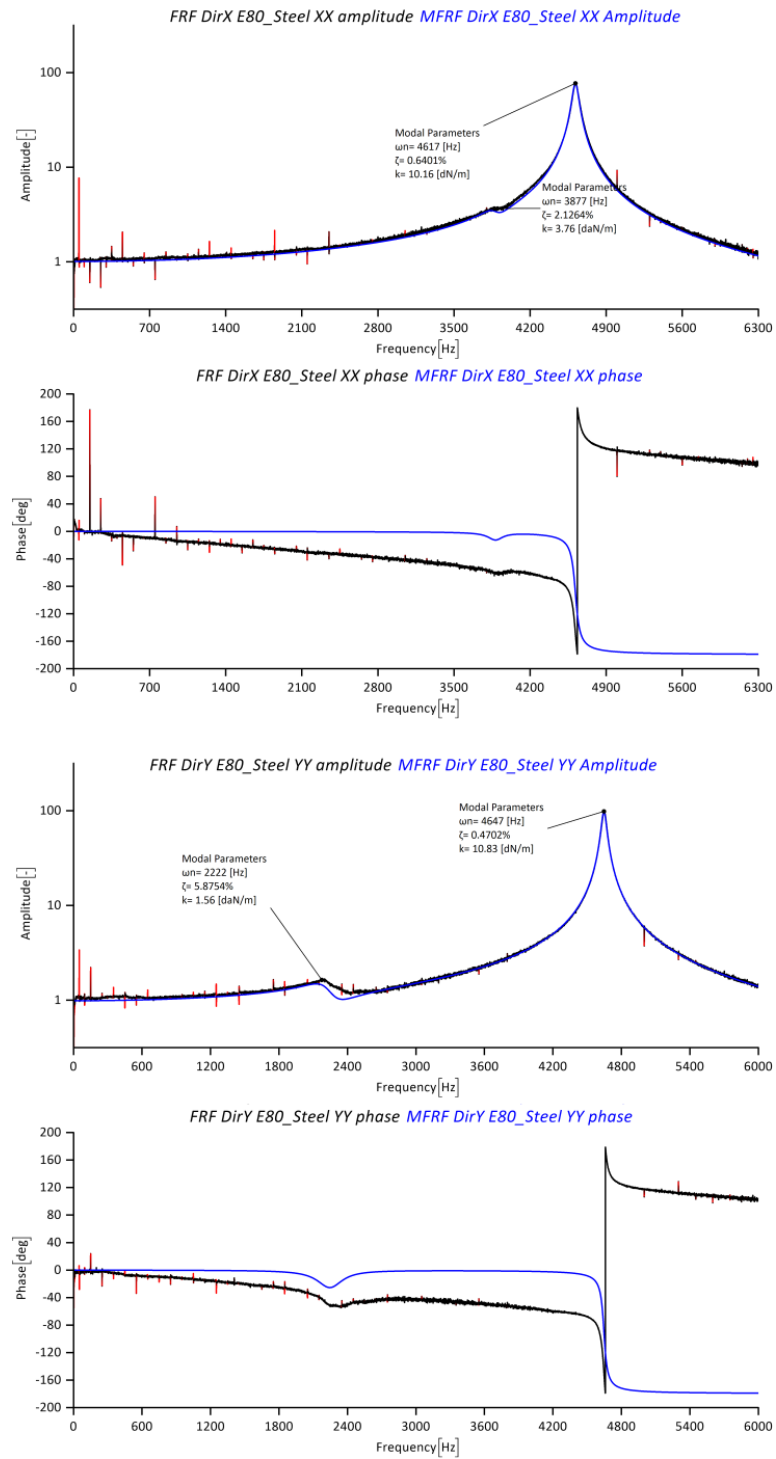 FRF DirX E80_Steel XX amplitude MFRF DirX E80_Steel XX Amplitude
100
10
1
Amplitude[-]
Modal Parameters
ωn= 4617 [Hz]
ζ= 0.6401%
k= 10.16 [dN/m]
Modal Parameters
ωn= 3877 [Hz]
ζ= 2.1264%
k= 3.76 [daN/m]
0 700 1400 2100 2800 3500 4200 4900 5600 6300
Frequency[Hz]
FRF DirX E80_Steel XX phase MFRF DirX E80_Steel XX phase
200
160
120
80
40
0
-40
-80
-120
-160
-200
Phase[deg]
0 700 1400 2100 2800 3500 4200 4900 5600 6300
Frequency[Hz]
FRF DirY E80_Steel YY amplitude MFRF DirY E80_Steel YY Amplitude
100
10
1
Amplitude[-]
Modal Parameters
ωn= 4647 [Hz]
ζ= 0.4702%
k= 10.83 [dN/m]
Modal Parameters
ωn= 2222 [Hz]
ζ= 5.8754%
k= 1.56 [daN/m]
0 600 1200 1800 2400 3000 3600 4200 4800 5400 6000
Frequency[Hz]
FRF DirY E80_Steel YY phase MFRF DirY E80_Steel YY phase
200
160
120
80
40
0
-40
-80
-120
-160
-200
Phase[deg]
0 600 1200 1800 2400 3000 3600 4200 4800 5400 6000
Frequency[Hz]